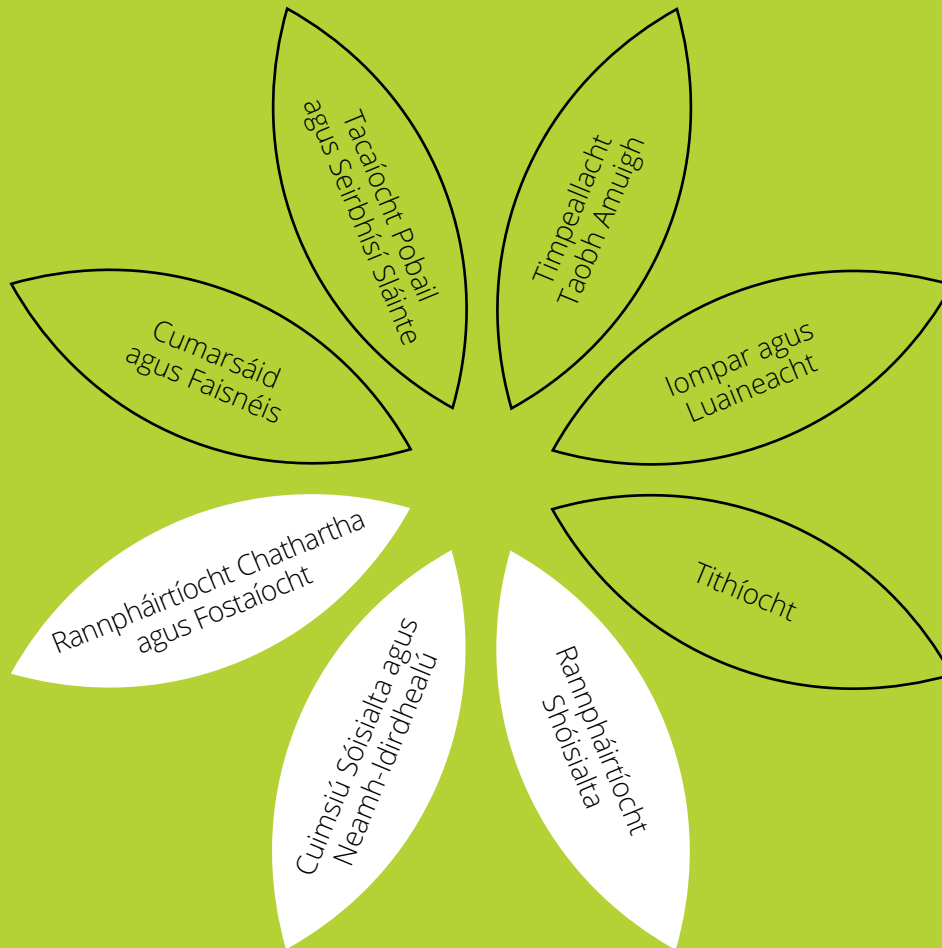 Tacaíocht Pobail
agus Seirbhísí Sláinte
Timpeallacht
Taobh Amuigh
Cumarsáid
agus Faisnéis
Iompar agus
Luaineacht
Rannpháirtíocht Chathartha
agus Fostaíocht
Tithíocht
Cuimsiú Sóisialta agus
Neamh-Idirdhealú
Rannpháirtíocht
Shóisialta